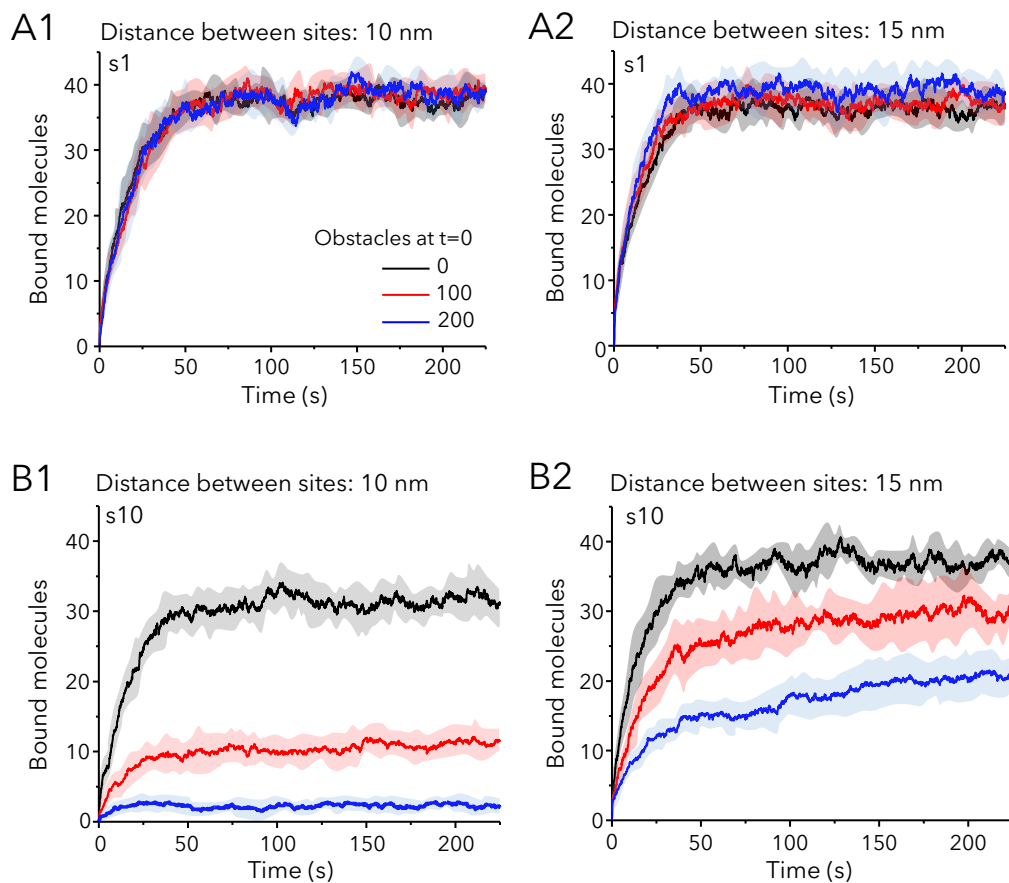 A1
Distance between sites: 10 nm
s1
40
30
20
10
0
Bound molecules
Obstacles at t=0
0
100
200
0 50 100 150 200
Time (s)
A2
Distance between sites: 15 nm
s1
40
30
20
10
0
Bound molecules
0 50 100 150 200
Time (s)
B1
Distance between sites: 10 nm
s10
40
30
20
10
0
Bound molecules
0 50 100 150 200
Time (s)
B2
Distance between sites: 15 nm
s10
40
30
20
10
0
Bound molecules
0 50 100 150 200
Time (s)